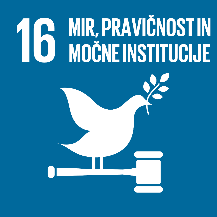 16 MIR, PRAVIČNOST IN
MOČNE INSTITUCIJE